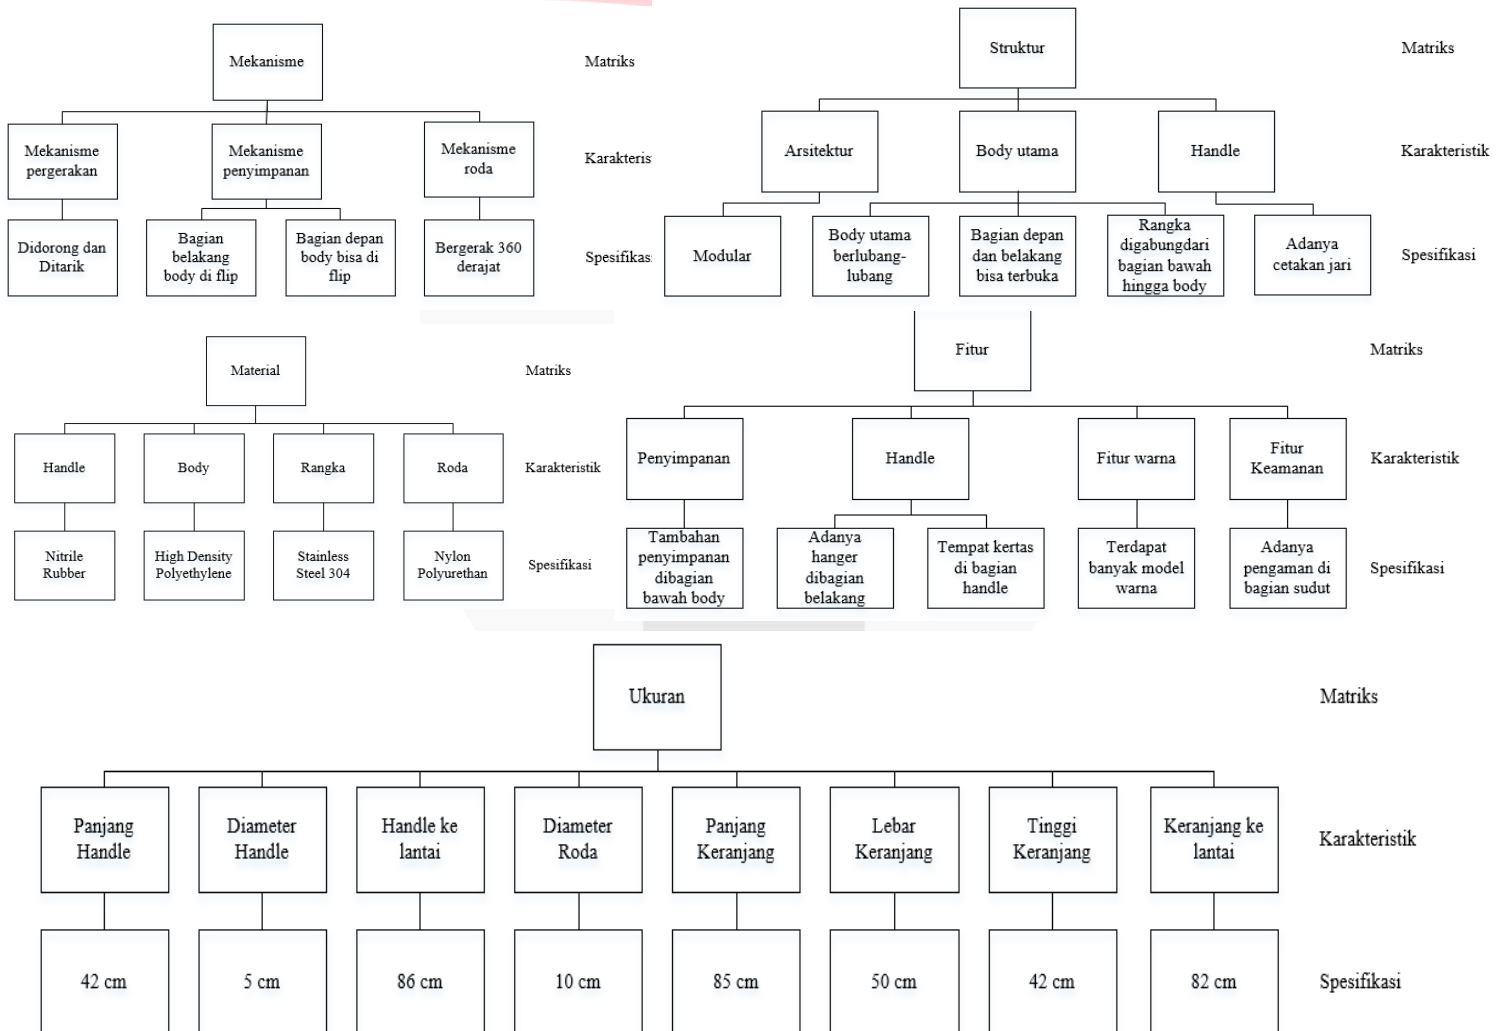 Mekanisme
Matriks
Mekanisme
pergerakan
Mekanisme
penyimpanan
Mekanisme
roda
Karakteris
Didorong dan
Ditarik
Bagian
belakang
body di flip
Bagian depan
body bisa di
flip
Bergerak 360
derajat
Spesifikas
Struktur
Matriks
Arsitektur
Body utama
Handle
Karakteristik
Modular
Body utama
berlubang-
lubang
Bagian depan
dan belakang
bisa terbuka
Rangka
digabungdari
bagian bawah
hingga body
Adanya
cetakan jari
Spesifikasi
Material
Matriks
Handle
Body
Rangka
Roda
Karakteristik
Nitrile
Rubber
High Density
Polyethylene
Stainless
Steel 304
Nylon
Polyurethan
Spesifikasi
Fitur
Matriks
Penyimpanan
Handle
Fitur warna
Fitur
Keamanan
Karakteristik
Tambahan
penyimpanan
dibagian
bawah body
Adanya
hanger
dibagian
belakang
Tempat kertas
di bagian
handle
Terdapat
banyak model
warna
Adanya
pengaman di
bagian sudut
Spesifikasi
Ukuran
Matriks
Panjang
Handle
Diameter
Handle
Handle ke
lantai
Diameter
Roda
Panjang
Keranjang
Lebar
Keranjang
Tinggi
Keranjang
Keranjang ke
lantai
Karakteristik
42 cm
5 cm
86 cm
10 cm
85 cm
50 cm
42 cm
82 cm
Spesifikasi